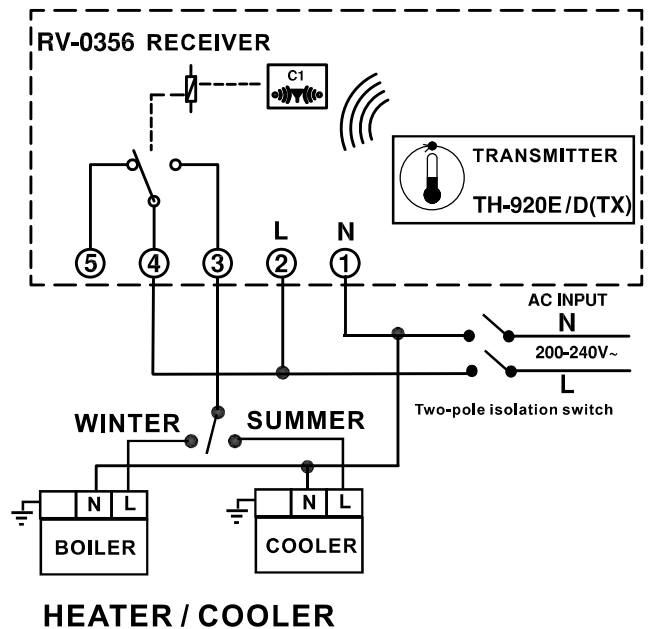 RV-0356 RECEIVER
C1
TRANSMITTER
TH-920E/D(TX)
L N
5 4 3 2 1
AC INPUT
N
200-240V~
L
Two-pole isolation switch
WINTER SUMMER
N L N L
BOILER COOLER
HEATER / COOLER